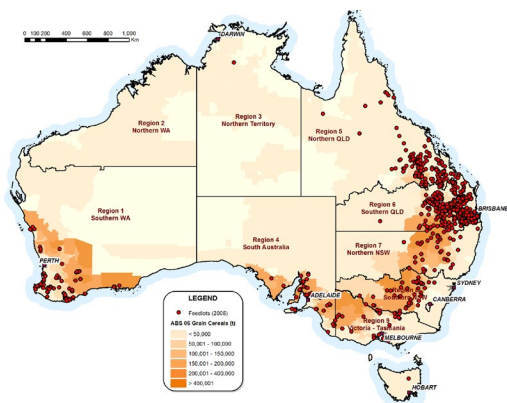 DARWIN
0 100 200 400 600 800 1,000
Km
Region 3
Northern Territory
Region 2
Northern WA
Region 5
Northern QLD
Region 6
Southern QLD
BRISBANE
Region 1
Southern WA
Region 4
South Australia
Region 7
Northern NSW
PERTH
SYDNEY
ADELAIDE
CANBERRA
Region 9
Victoria - Tasmania
MELBOURNE
HOBART
LEGEND
Feedlots (2006)
ABS 06 Grain Cereals (t)
< 50,000
50,001 - 100,000
100,001 - 150,000
150,001 - 200,000
200,001 - 400,000
> 400,001